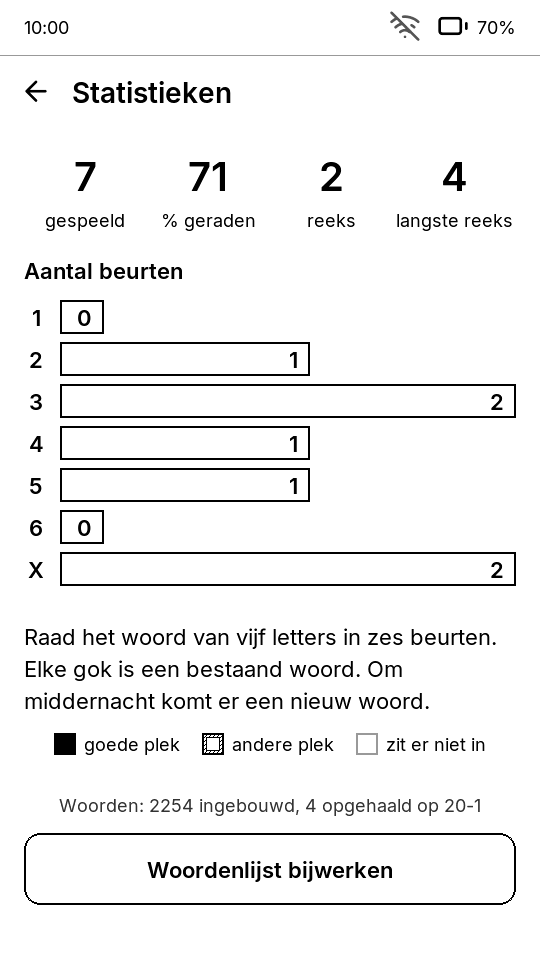 10:00 70%
Statistieken
7 71 2 4
gespeeld % geraden reeks langste reeks
Aantal beurten
1 0
2 1
3 2
4 1
5 1
6 0
X 2
Raad het woord van vijf letters in zes beurten.
Elke gok is een bestaand woord. Om
middernacht komt er een nieuw woord.
goede plek andere plek zit er niet in
Woorden: 2254 ingebouwd, 4 opgehaald op 20-1
Woordenlijst bijwerken